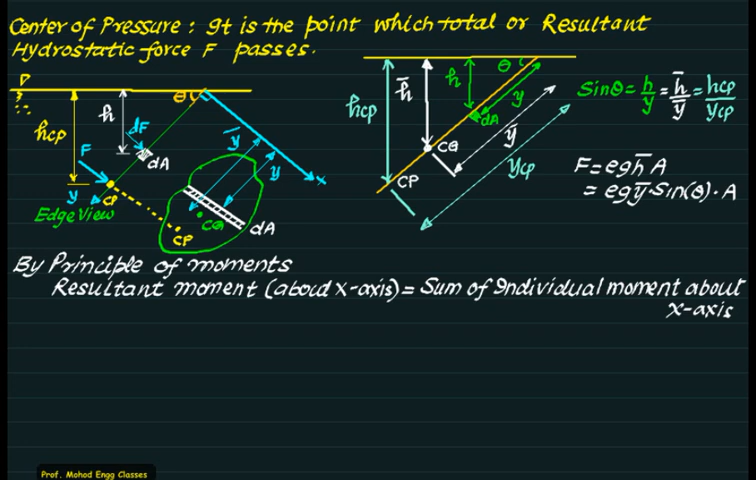 Center of Pressure : It is the point which total or Resultant
Hydrostatic force F passes.
h
hcp
θ
dF
F
dA
y
CP
Edge View
ȳ
y
x
CG
CP
dA
θ
h
h̄
hcp
y
dA
CG
ȳ
CP
ycp
Sinθ = h/y = h̄/ȳ = hcp/ycp
F = ρgh̄A
= ρgȳ·Sin(θ)·A
By Principle of moments
Resultant moment (about x-axis) = Sum of Individual moment about
x-axis
Prof. Mohod Engg Classes